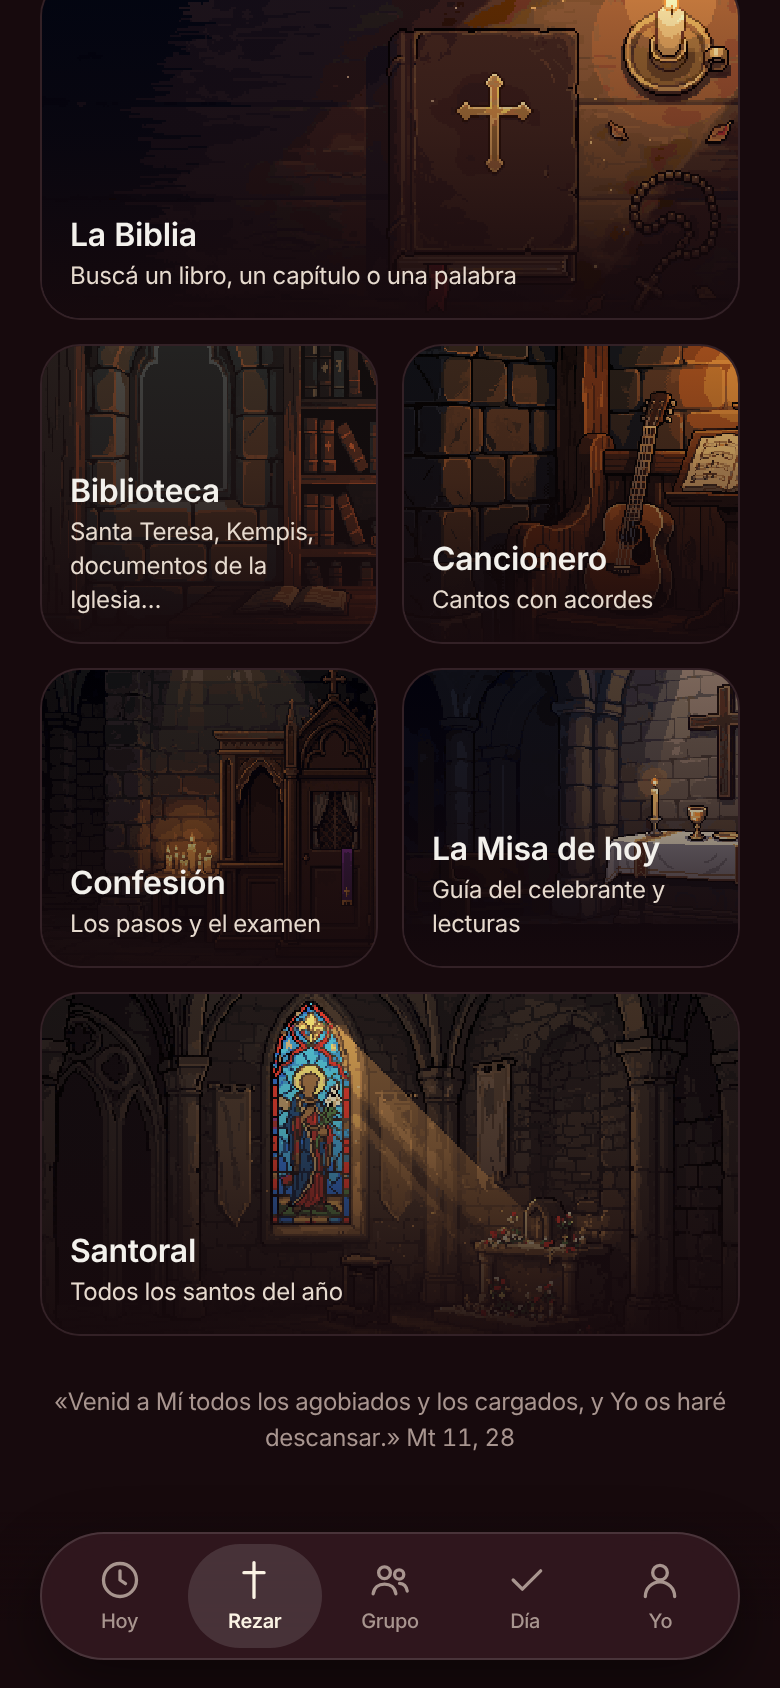 La Biblia
Buscá un libro, un capítulo o una palabra
Biblioteca
Santa Teresa, Kempis,
documentos de la
Iglesia...
Cancionero
Cantos con acordes
Confesión
Los pasos y el examen
La Misa de hoy
Guía del celebrante y
lecturas
Santoral
Todos los santos del año
«Venid a Mí todos los agobiados y los cargados, y Yo os haré
descansar.» Mt 11, 28
Hoy
Rezar
Grupo
Día
Yo